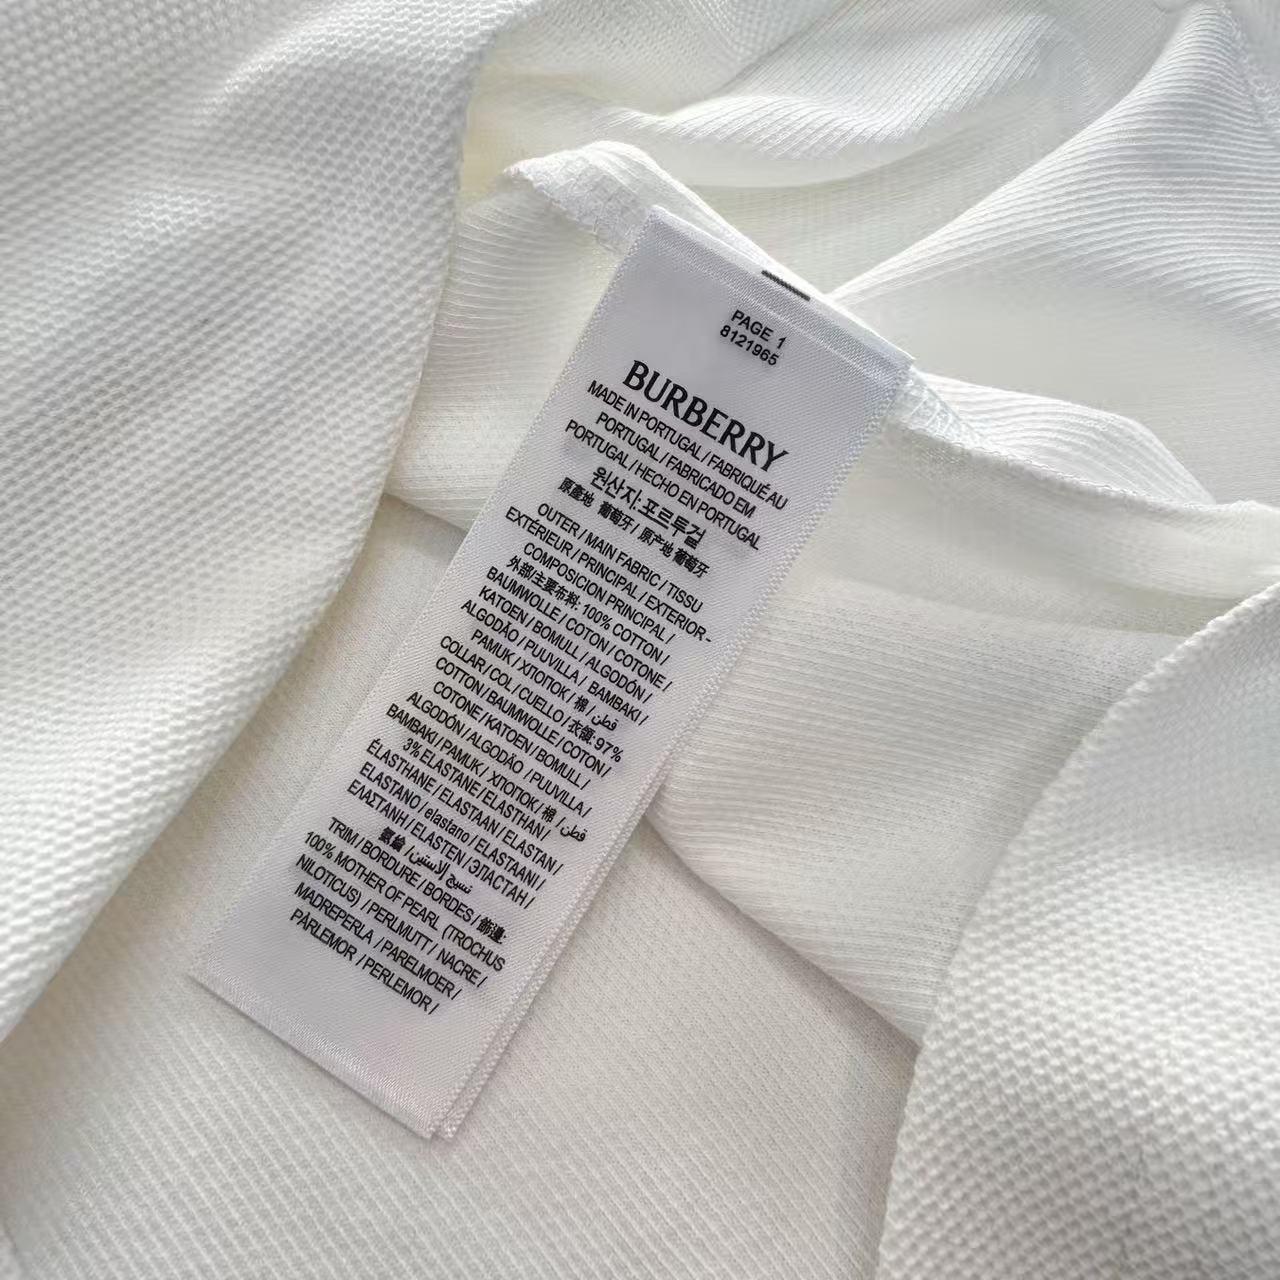 PAGE 1
8121965
BURBERRY
MADE IN PORTUGAL / FABRIQUÉ AU
PORTUGAL / FABRICADO EM
PORTUGAL / HECHO EN PORTUGAL
원산지: 포르투걸
原產地 葡萄牙 / 原产地 葡萄牙
OUTER / MAIN FABRIC / TISSU
EXTÉRIEUR / PRINCIPAL / EXTERIOR -
COMPOSICION PRINCIPAL /
外部/主要布料: 100% COTTON /
BAUMWOLLE / COTON / COTONE /
KATOEN / BOMULL / ALGODÓN /
ALGODÃO / PUUVILLA / BAMBAKI /
PAMUK / ХЛОПОК / 棉 / قطن
COLLAR / COL / CUELLO / 衣領: 97%
COTTON / BAUMWOLLE / COTON /
COTONE / KATOEN / BOMULL /
ALGODÓN / ALGODÃO / PUUVILLA /
BAMBAKI / PAMUK / ХЛОПОК / 棉 / قطن
3% ELASTANE / ELASTHAN /
ÉLASTHANE / ELASTAAN / ELASTAN /
ELASTANO / elastano / ELASTAANI /
ΕΛΑΣΤΑΝΗ / ELASTEN / ЭЛАСТАН /
氨綸 / نسيج الاستين
TRIM / BORDURE / BORDES / 飾邊:
100% MOTHER OF PEARL (TROCHUS
NILOTICUS) / PERLMUTT / NACRE /
MADREPERLA / PARELMOER /
PÄRLEMOR / PERLEMOR /